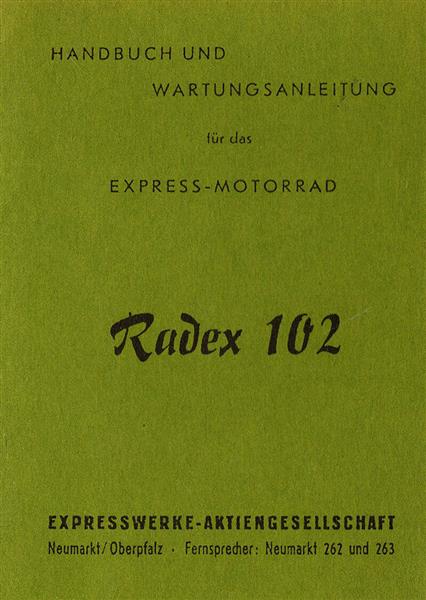 HANDBUCH UND
WARTUNGSANLEITUNG
für das
EXPRESS-MOTORRAD
Radex 102
EXPRESSWERKE-AKTIENGESELLSCHAFT
Neumarkt/Oberpfalz · Fernsprecher: Neumarkt 262 und 263